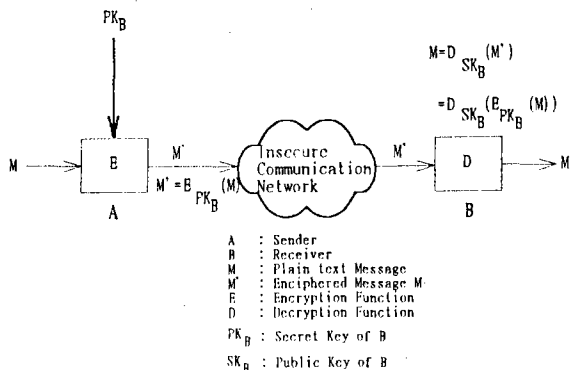 PK_B
M=D_SK_B (M')
=D_SK_B (E_PK_B (M))
M
E
M'
M' = E_PK_B (M)
A
Insecure
Communication
Network
M'
D
M
B
A : Sender
B : Receiver
M : Plain text Message
M' : Enciphered Message M
E : Encryption Function
D : Decryption Function
PK_B : Secret Key of B
SK_B : Public Key of B